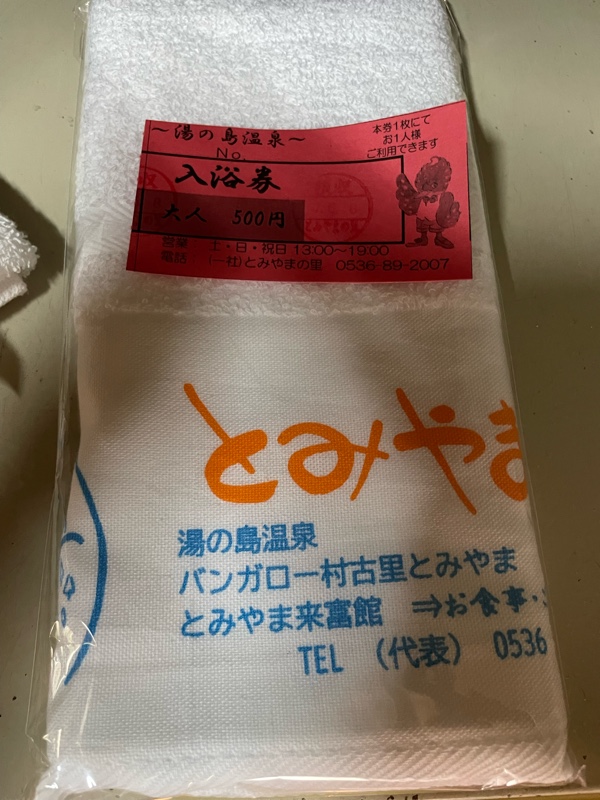 ～湯の島温泉～
本券1枚にて
お1人様
ご利用できます
No.
入浴券
大人 500円
営業 土・日・祝日 13:00～19:00
電話 (一社)とみやまの里 0536-89-2007
とみやま
湯の島温泉
バンガロー村古里とみやま
とみやま来富館 ⇒お食事・
TEL （代表） 0536